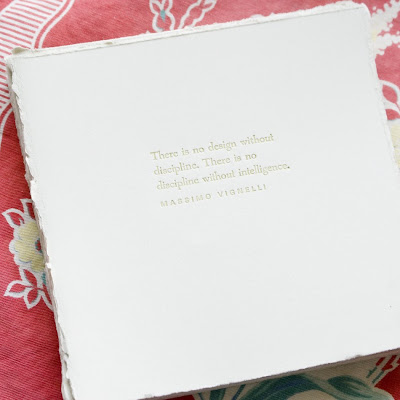 There is no design without
discipline. There is no
discipline without intelligence.
MASSIMO VIGNELLI